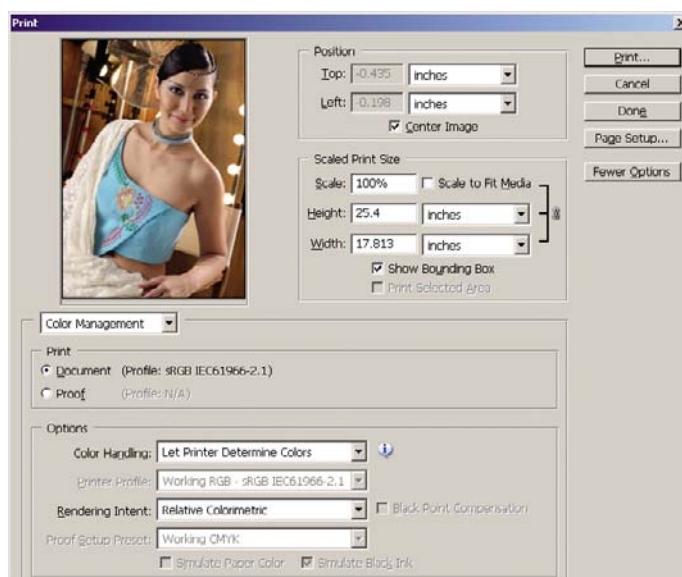 Print
Position
Top: -0.435 inches
Left: -0.198 inches
Center Image
Scaled Print Size
Scale: 100% Scale to Fit Media
Height: 25.4 inches
Width: 17.813 inches
Show Bounding Box
Print Selected Area
Print...
Cancel
Done
Page Setup...
Fewer Options
Color Management
Print
Document (Profile: sRGB IEC61966-2.1)
Proof (Profile: N/A)
Options
Color Handling: Let Printer Determine Colors
Printer Profile: Working RGB - sRGB IEC61966-2.1
Rendering Intent: Relative Colorimetric Black Point Compensation
Proof Setup Preset: Working CMYK
Simulate Paper Color Simulate Black Ink